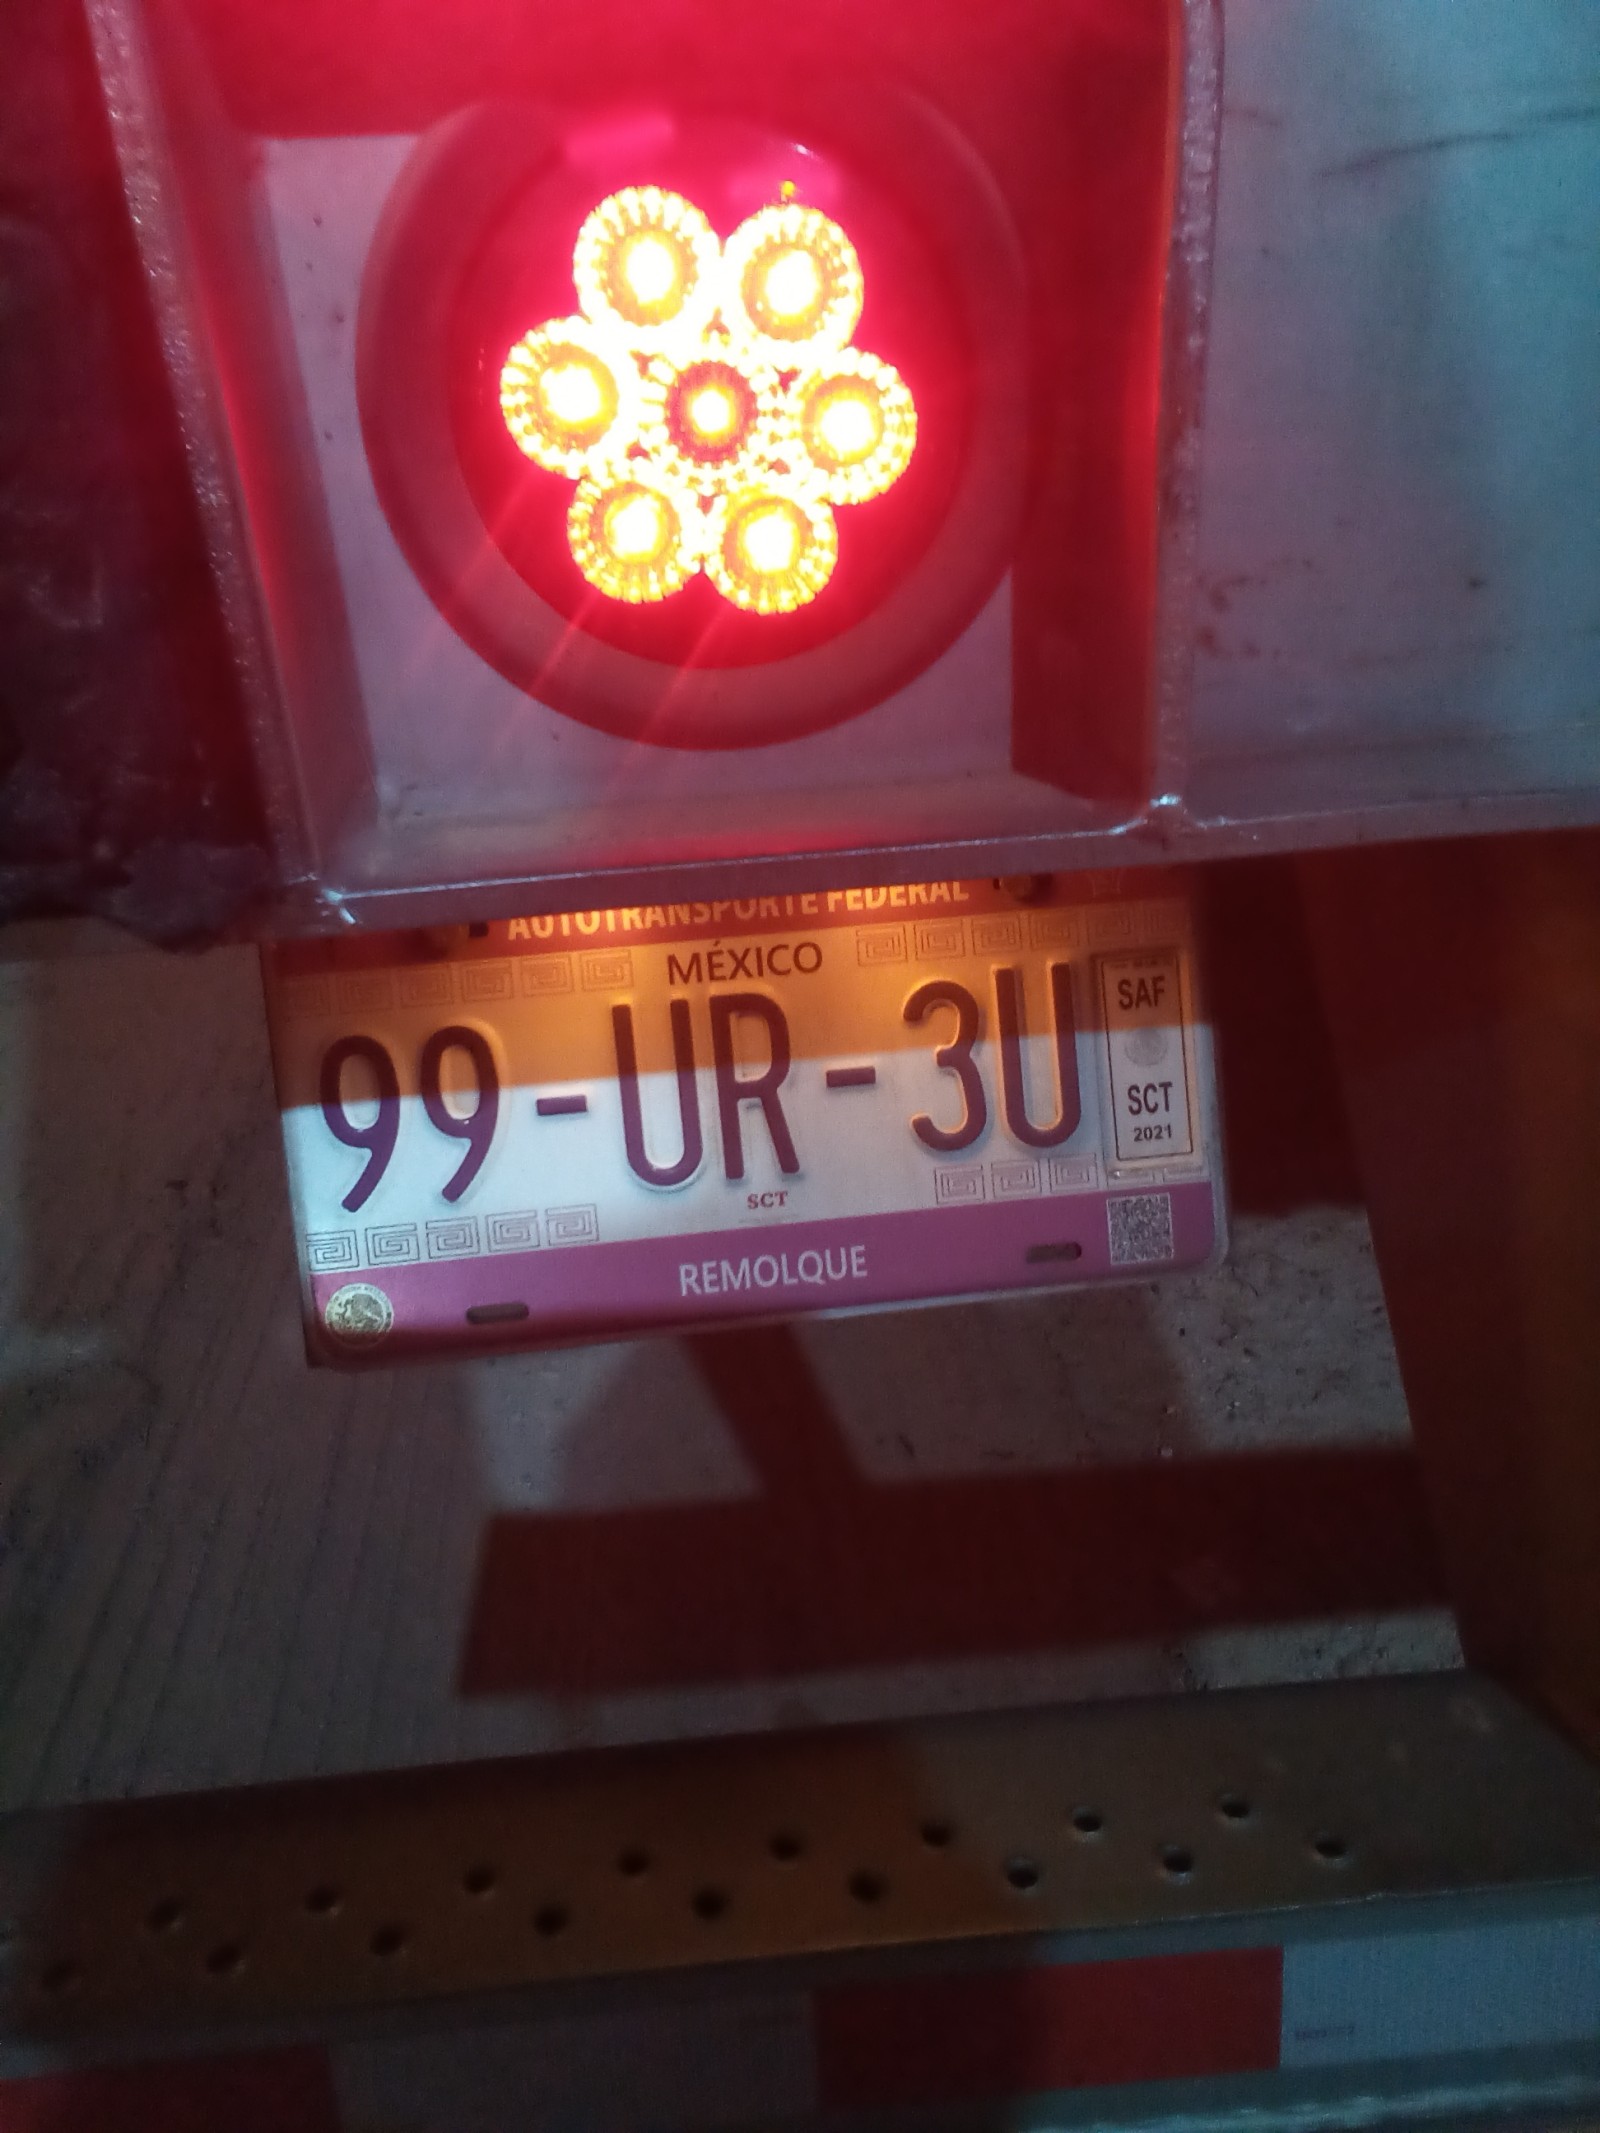 AUTOTRANSPORTE FEDERAL
MÉXICO
99-UR-3U
SAF
SCT
2021
SCT
REMOLQUE